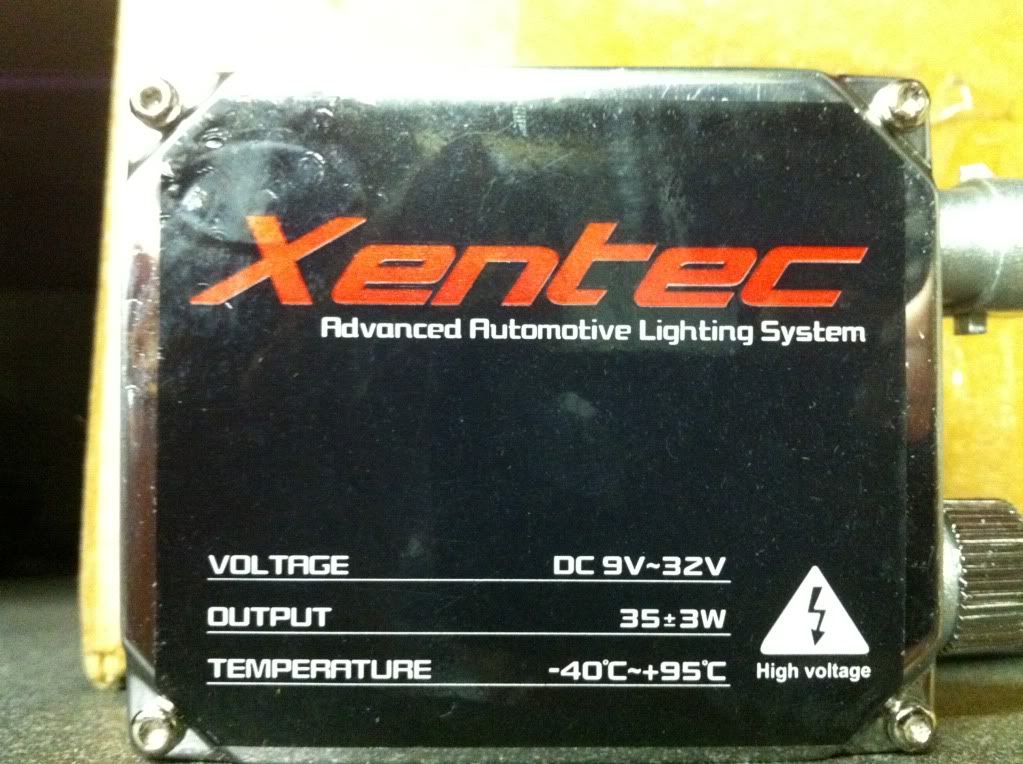 Xentec
Advanced Automotive Lighting System
VOLTAGE DC 9V~32V
OUTPUT 35±3W
TEMPERATURE -40℃~+95℃
High voltage